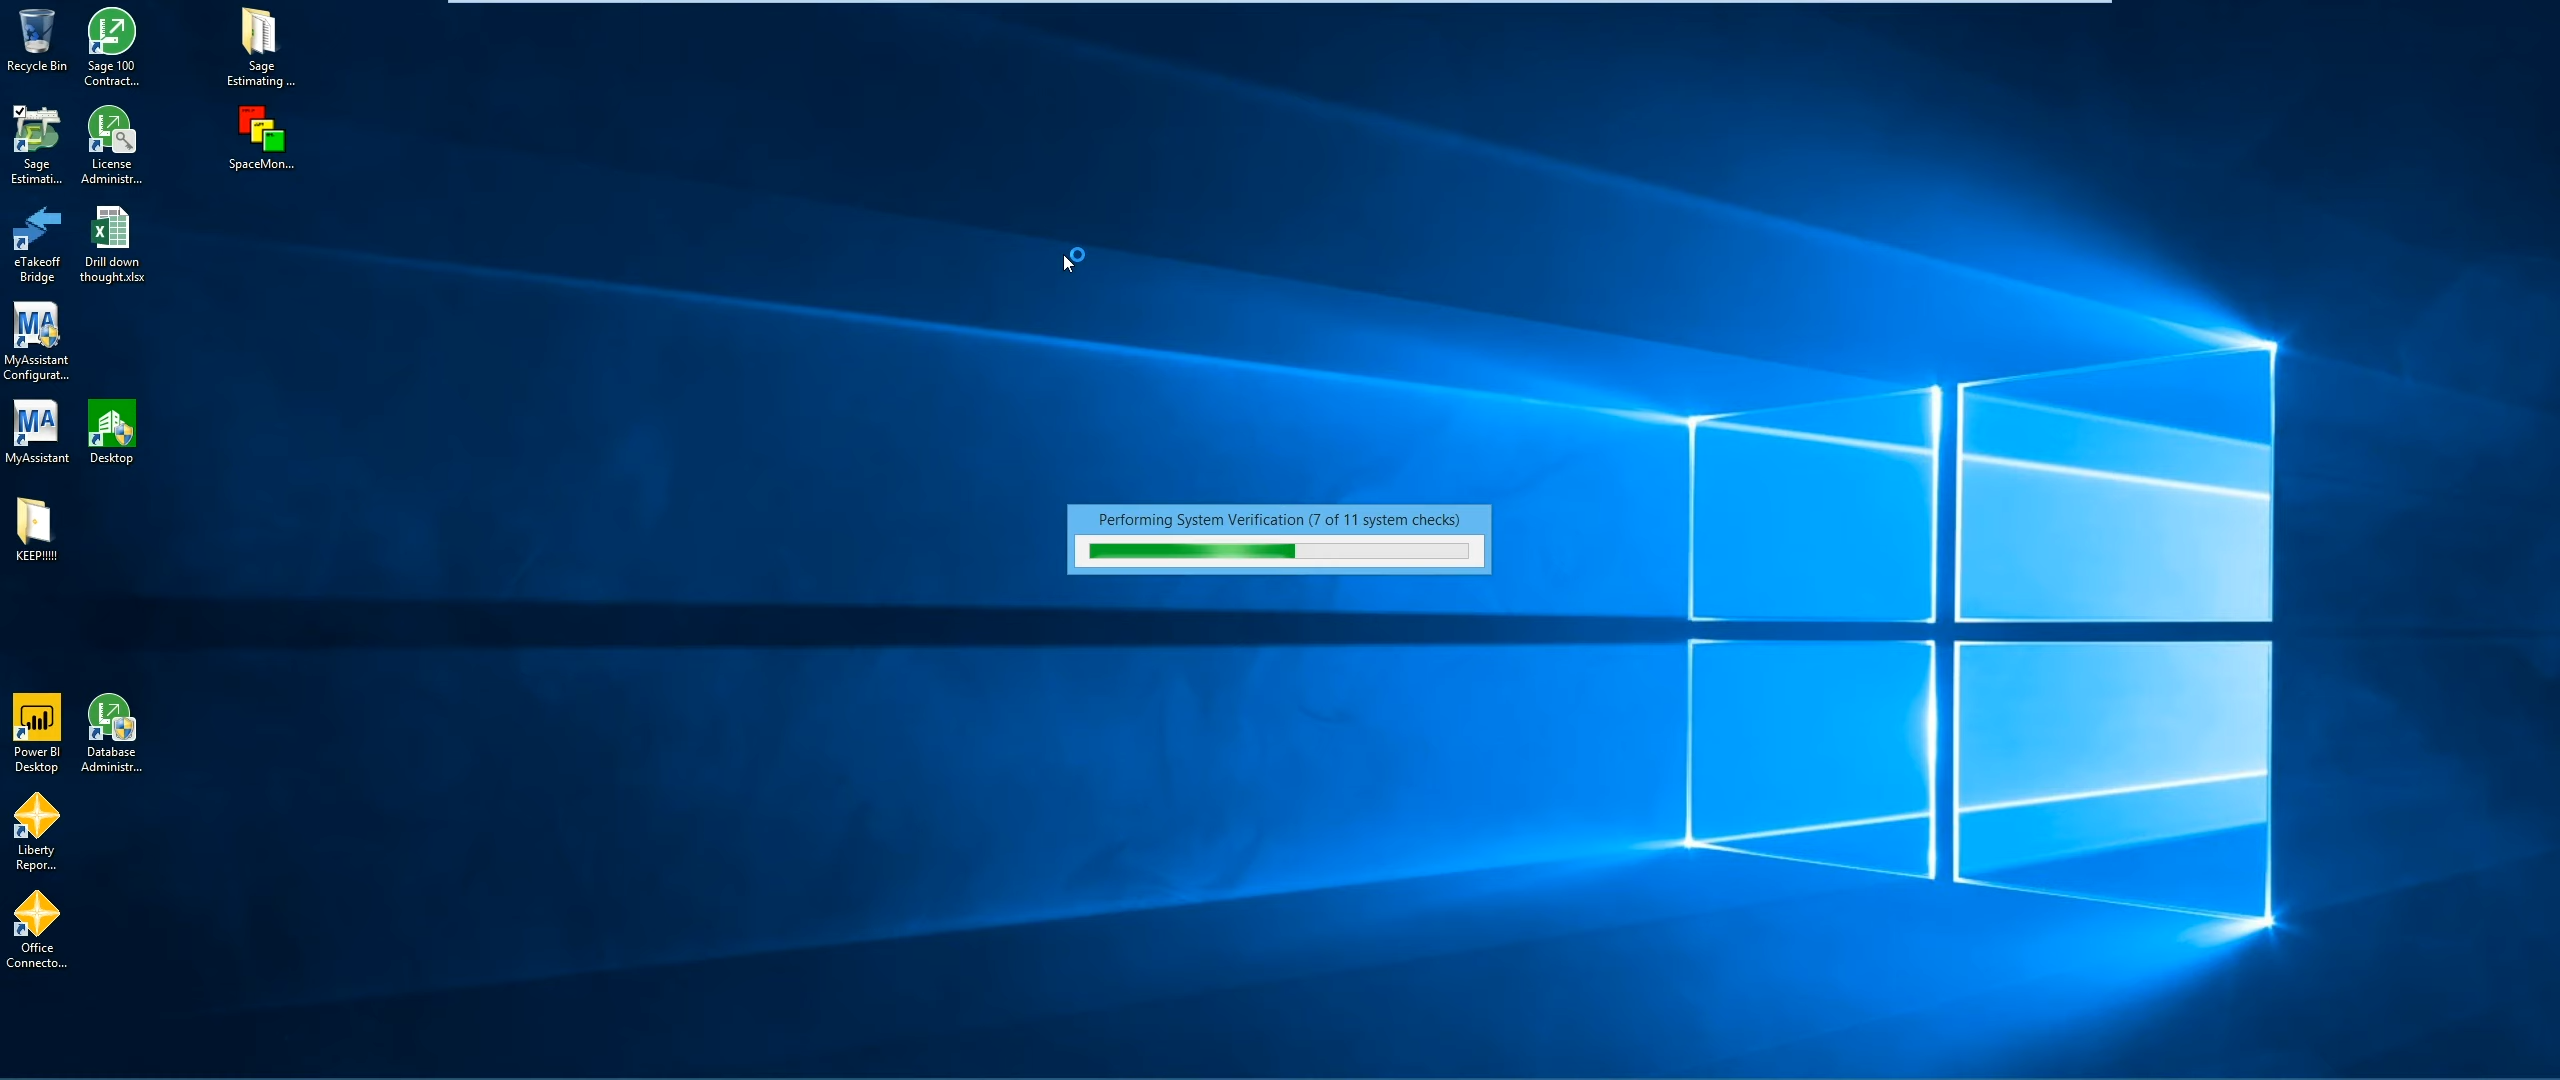 Recycle Bin
Sage 100
Contract...
Sage
Estimating ...
Sage
Estimati...
License
Administr...
SpaceMon...
eTakeoff
Bridge
Drill down
thought.xlsx
MyAssistant
Configurat...
MyAssistant
Desktop
Performing System Verification (7 of 11 system checks)
KEEP!!!!!
Power BI
Desktop
Database
Administr...
Liberty
Repor...
Office
Connecto...